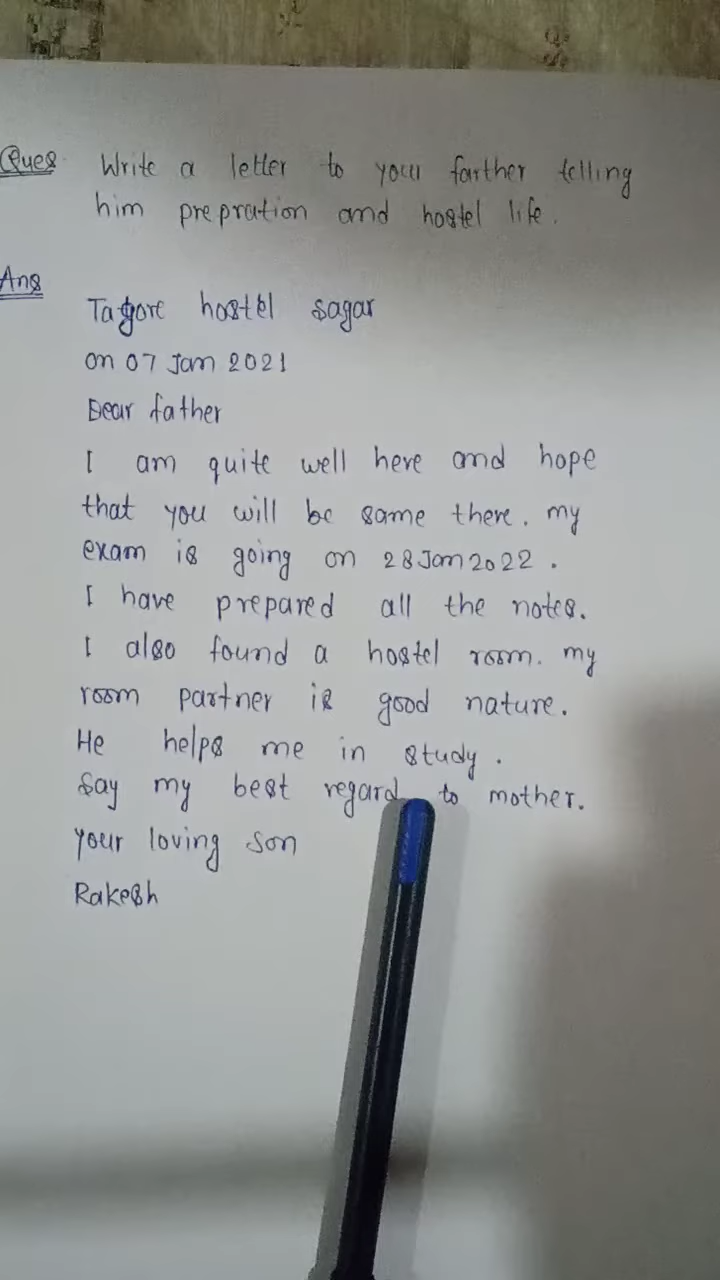 Ques Write a letter to your farther telling
him prepration and hostel life.
Ans
Tagore hostel sagar
on 07 Jan 2021
Dear father
I am quite well here and hope
that you will be same there. my
exam is going on 28 Jan 2022.
I have prepared all the notes.
I also found a hostel room. my
room partner is good nature.
He helps me in study.
Say my best regard to mother.
your loving son
Rakesh